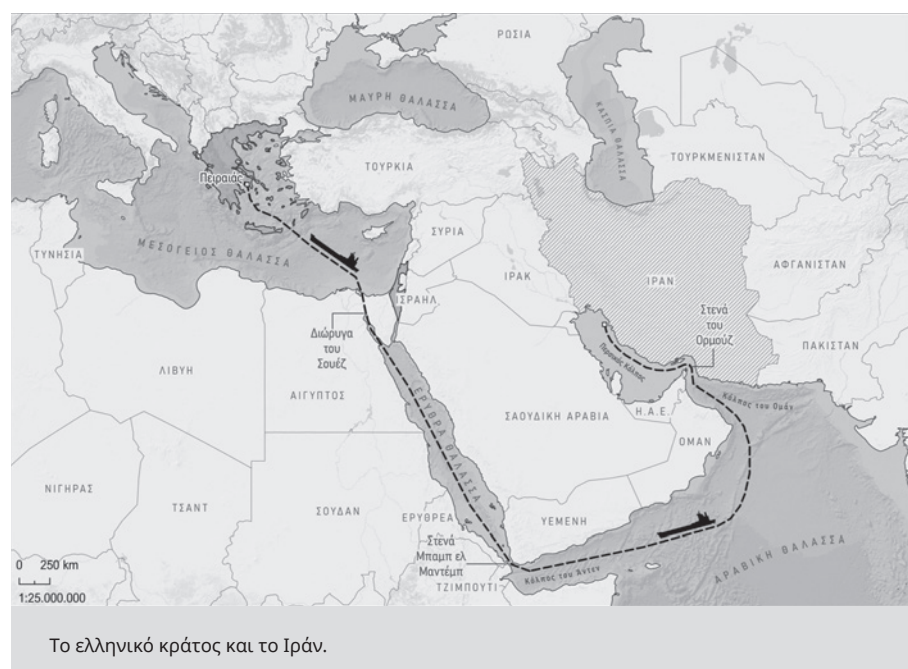 ΡΩΣΙΑ
ΜΑΥΡΗ ΘΑΛΑΣΣΑ
ΚΑΣΠΙΑ ΘΑΛΑΣΣΑ
ΤΟΥΡΚΙΑ
ΤΟΥΡΚΜΕΝΙΣΤΑΝ
Πειραιάς
ΜΕΣΟΓΕΙΟΣ ΘΑΛΑΣΣΑ
ΤΥΝΗΣΙΑ
ΣΥΡΙΑ
ΙΡΑΚ
ΙΡΑΝ
ΑΦΓΑΝΙΣΤΑΝ
ΙΣΡΑΗΛ
Στενά
του
Ορμούζ
Διώρυγα
του
Σουέζ
Περσικός Κόλπος
ΠΑΚΙΣΤΑΝ
ΛΙΒΥΗ
ΑΙΓΥΠΤΟΣ
ΕΡΥΘΡΑ ΘΑΛΑΣΣΑ
ΣΑΟΥΔΙΚΗ ΑΡΑΒΙΑ
Η.Α.Ε.
Κόλπος του Ομάν
ΟΜΑΝ
ΝΙΓΗΡΑΣ
ΤΣΑΝΤ
ΣΟΥΔΑΝ
ΕΡΥΘΡΕΑ
ΥΕΜΕΝΗ
Στενά
Μπαμπ ελ
Μαντέμπ
ΤΖΙΜΠΟΥΤΙ
Κόλπος του Άντεν
ΑΡΑΒΙΚΗ ΘΑΛΑΣΣΑ
0 250 km
1:25.000.000
Το ελληνικό κράτος και το Ιράν.